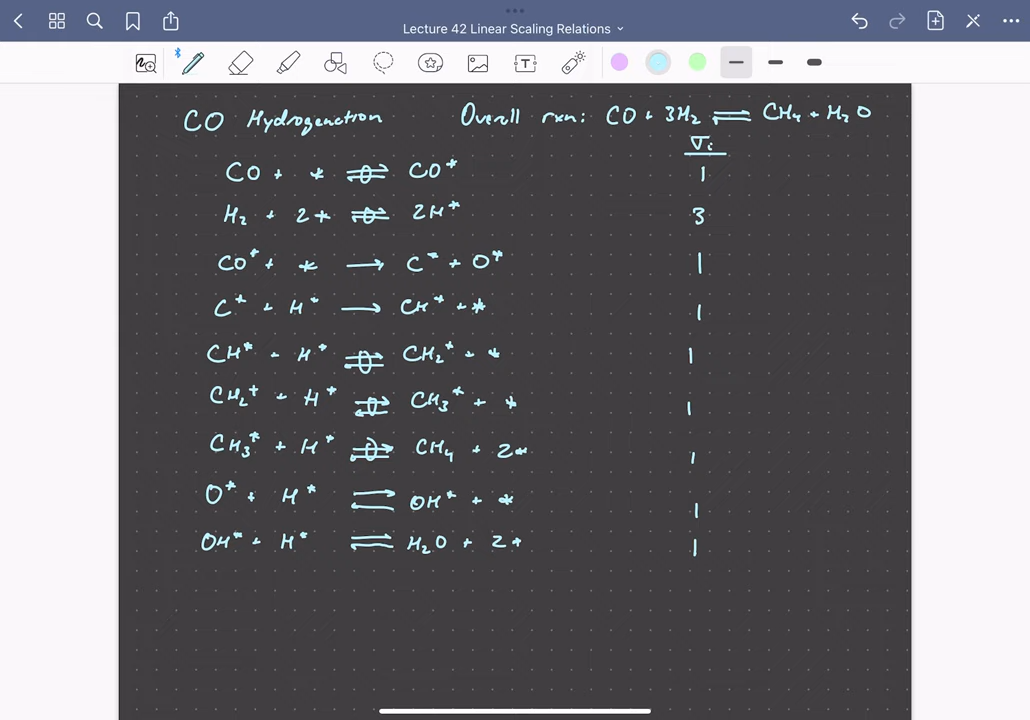 Lecture 42 Linear Scaling Relations
T
CO Hydrogenation Overall rxn: CO + 3H₂ ⇌ CH₄ + H₂O
σᵢ
CO + * ⇌ CO* 1
H₂ + 2* ⇌ 2H* 3
CO* + * → C* + O* 1
C* + H* → CH* + * 1
CH* + H* ⇌ CH₂* + * 1
CH₂* + H* ⇌ CH₃* + * 1
CH₃* + H* ⇌ CH₄ + 2* 1
O* + H* ⇌ OH* + * 1
OH* + H* ⇌ H₂O + 2* 1